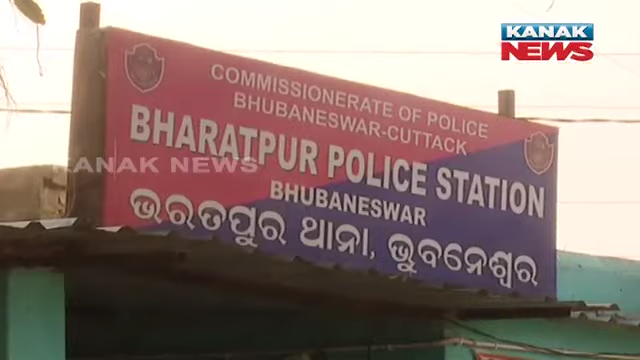 KANAK
NEWS
COMMISSIONERATE OF POLICE
BHUBANESWAR-CUTTACK
BHARATPUR POLICE STATION
BHUBANESWAR
ଭରତପୁର ଥାନା, ଭୁବନେଶ୍ୱର
KANAK NEWS